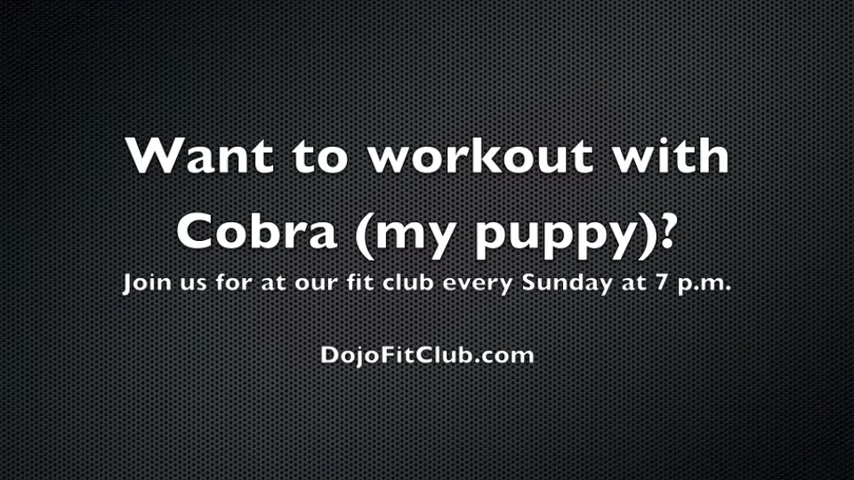 Want to workout with
Cobra (my puppy)?
Join us for at our fit club every Sunday at 7 p.m.
DojoFitClub.com